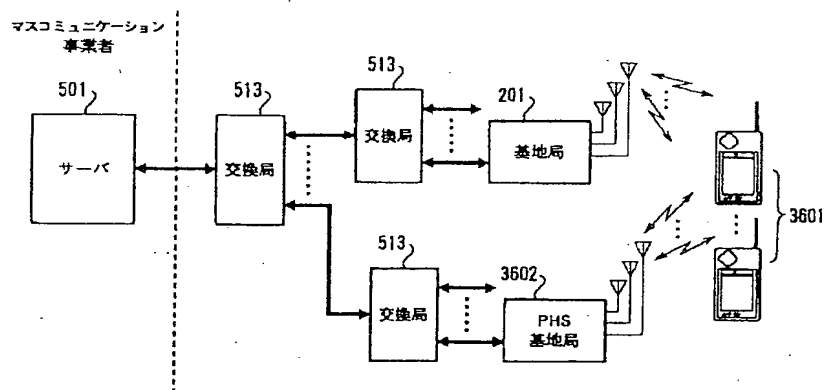 マスコミュニケーション
事業者
501
サーバ
513
交換局
513
交換局
201
基地局
3601
513
交換局
3602
PHS
基地局